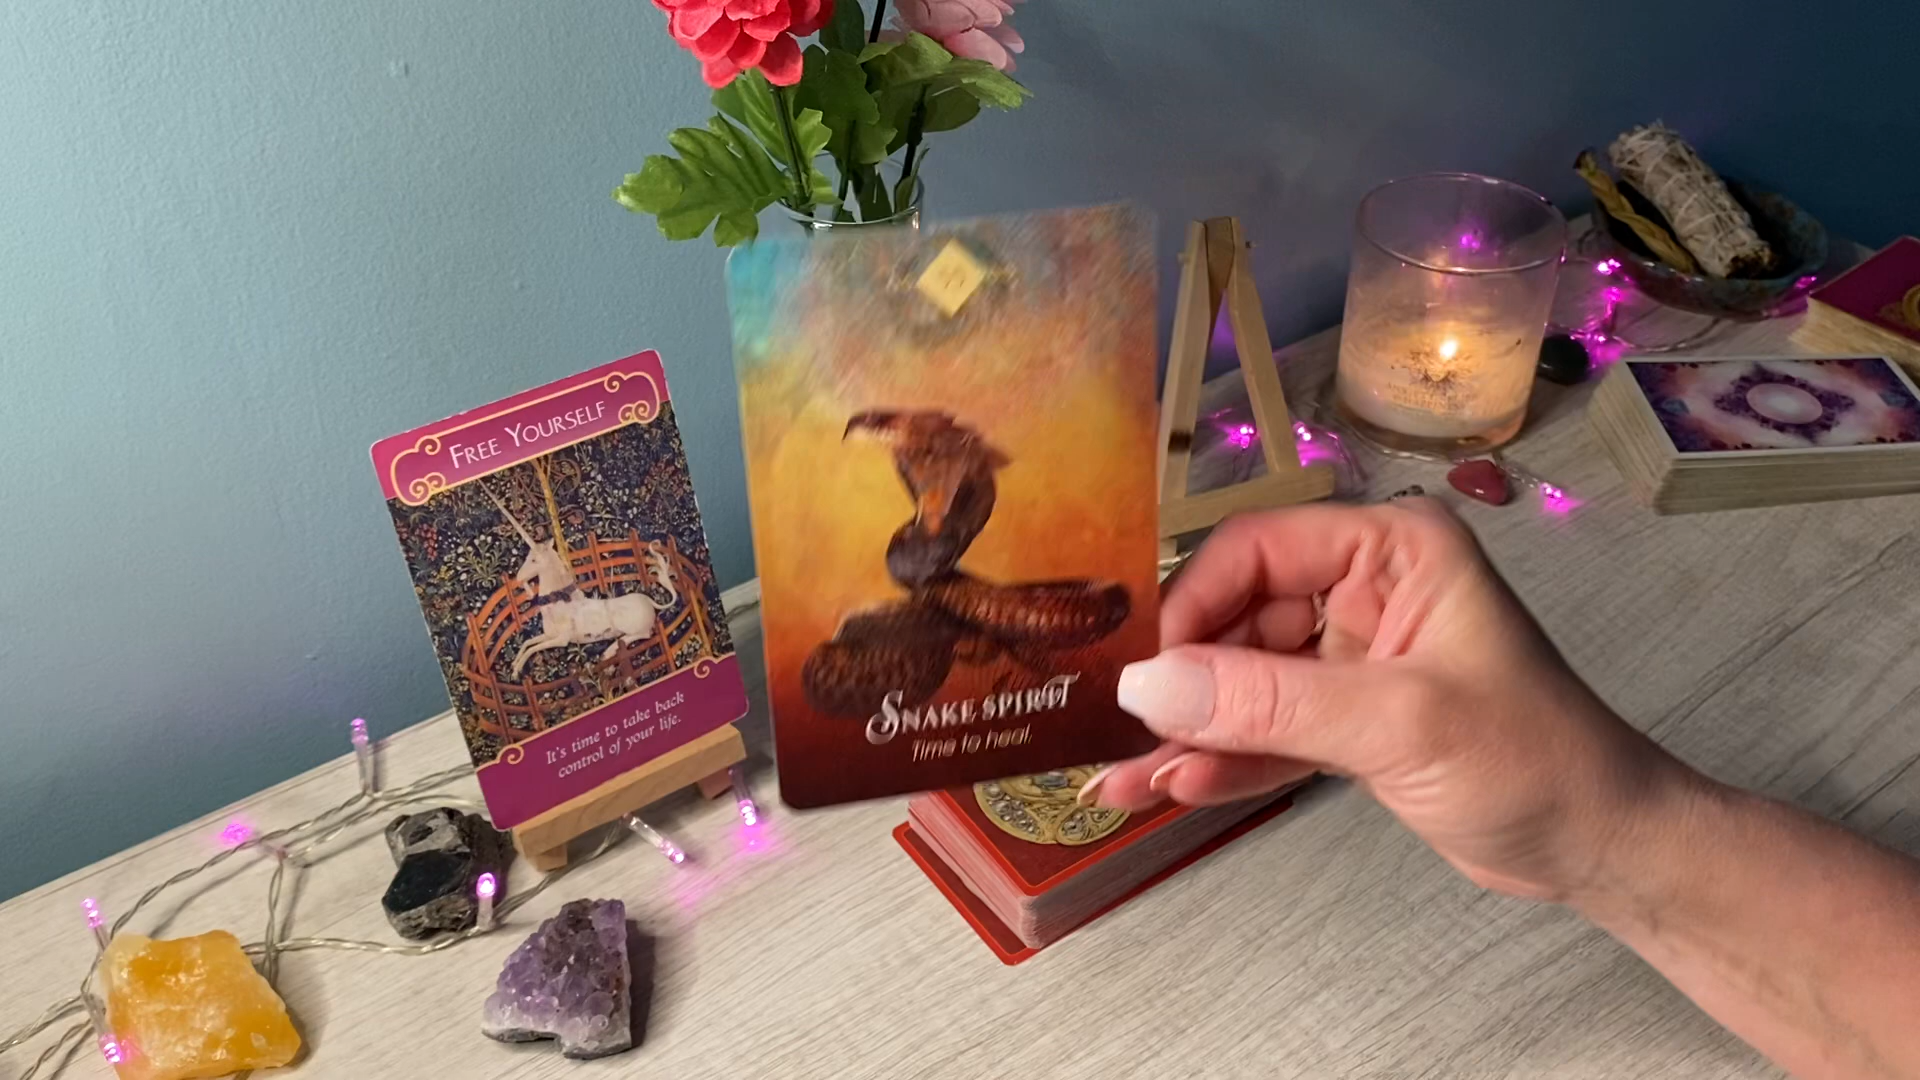 FREE YOURSELF
It's time to take back
control of your life.
SNAKE SPIRIT
Time to heal.